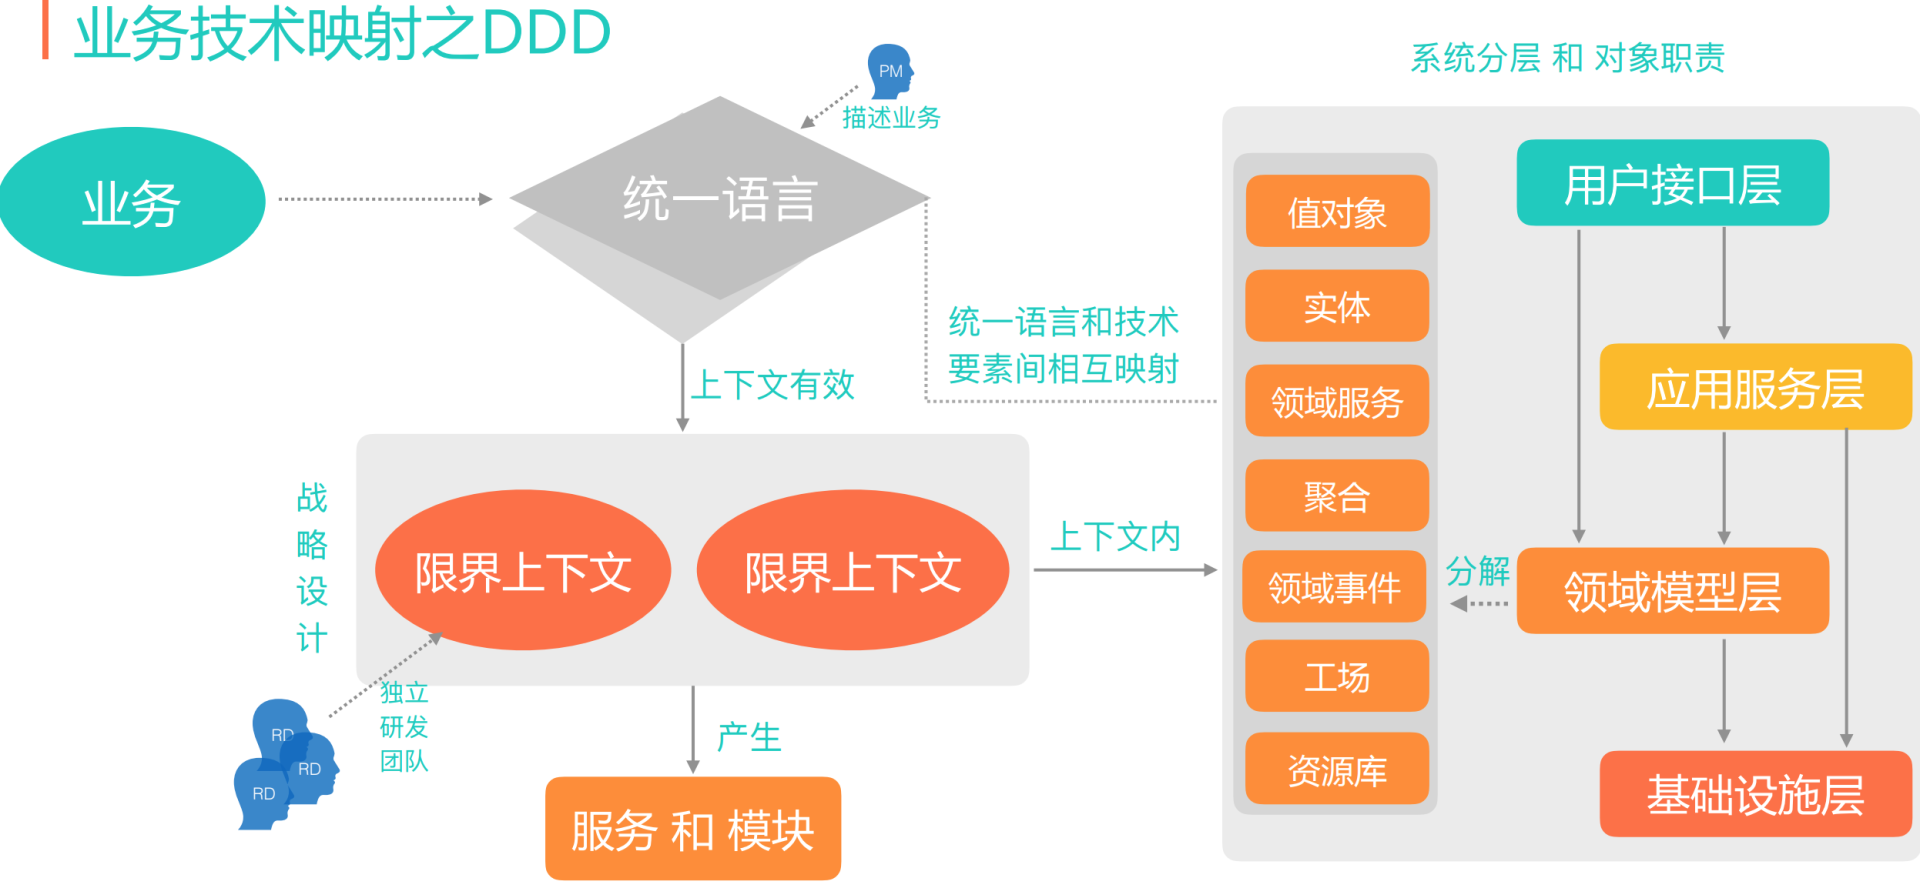 业务技术映射之DDD
PM
描述业务
系统分层 和 对象职责
业务
统一语言
统一语言和技术
要素间相互映射
上下文有效
战
略
设
计
限界上下文
限界上下文
上下文内
独立
研发
团队
RD
RD
RD
产生
服务 和 模块
值对象
实体
领域服务
聚合
领域事件
工场
资源库
分解
用户接口层
应用服务层
领域模型层
基础设施层